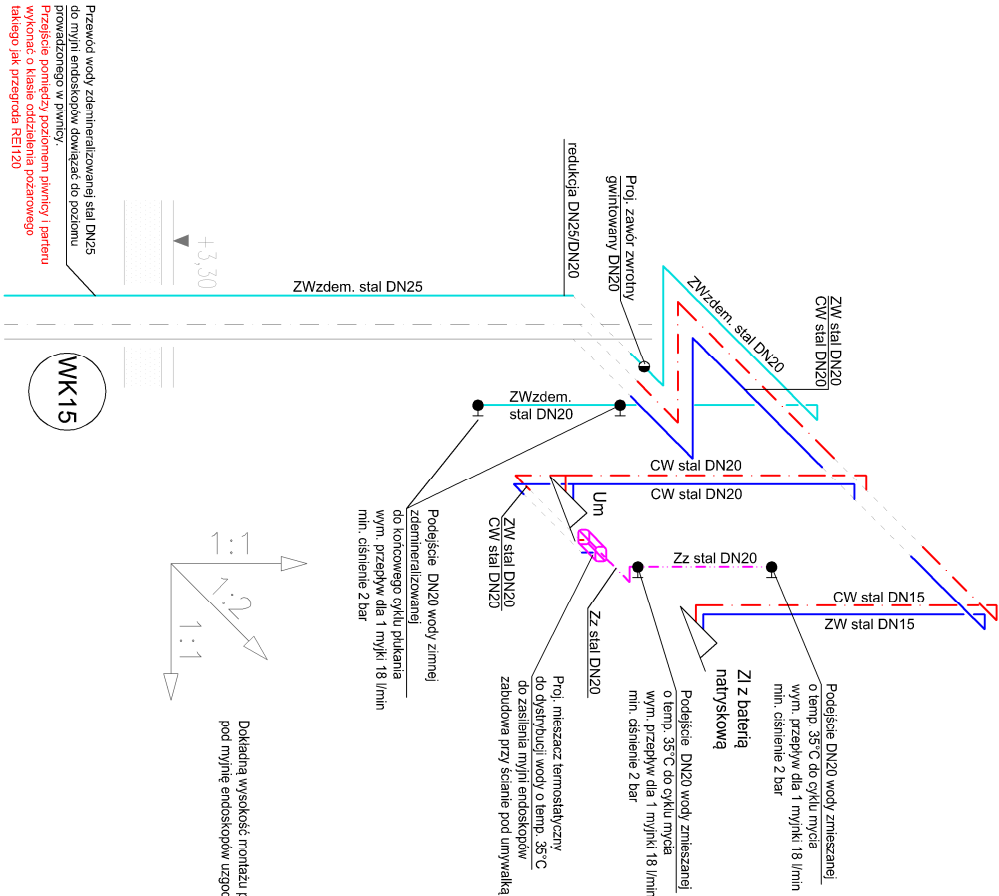 Przewód wody zdemineralizowanej stal DN25
do myjni endoskopów dowiązać do poziomu
prowadzonego w piwnicy.
Przejście pomiędzy poziomem piwnicy i parteru
wykonać o klasie oddzielenia pożarowego
takiego jak przegroda REI120
+3,30
WK15
ZWzdem. stal DN25
redukcja DN25/DN20
Proj. zawór zwrotny
gwintowany DN20
ZWzdem. stal DN20
ZW stal DN20
CW stal DN20
ZWzdem.
stal DN20
CW stal DN20
CW stal DN20
Um
ZW stal DN20
CW stal DN20
Zz stal DN20
Zz stal DN20
CW stal DN15
ZW stal DN15
Zl z baterią
natryskową
Podejście DN20 wody zimnej
zdemineralizowanej
do końcowego cyklu płukania
wym. przepływ dla 1 myjki 18 l/min
min. ciśnienie 2 bar
Proj. mieszacz termostatyczny
do dystrybucji wody o temp. 35°C
do zasilania myjni endoskopów
zabudowa przy ścianie pod umywalką
Podejście DN20 wody zmieszanej
o temp. 35°C do cyklu mycia
wym. przepływ dla 1 myjnki 18 l/min
min. ciśnienie 2 bar
Podejście DN20 wody zmieszanej
o temp. 35°C do cyklu mycia
wym. przepływ dla 1 myjnki 18 l/min
min. ciśnienie 2 bar
1:1
1:2
1:1
Dokładną wysokość montażu p
pod myjnię endoskopów uzgod